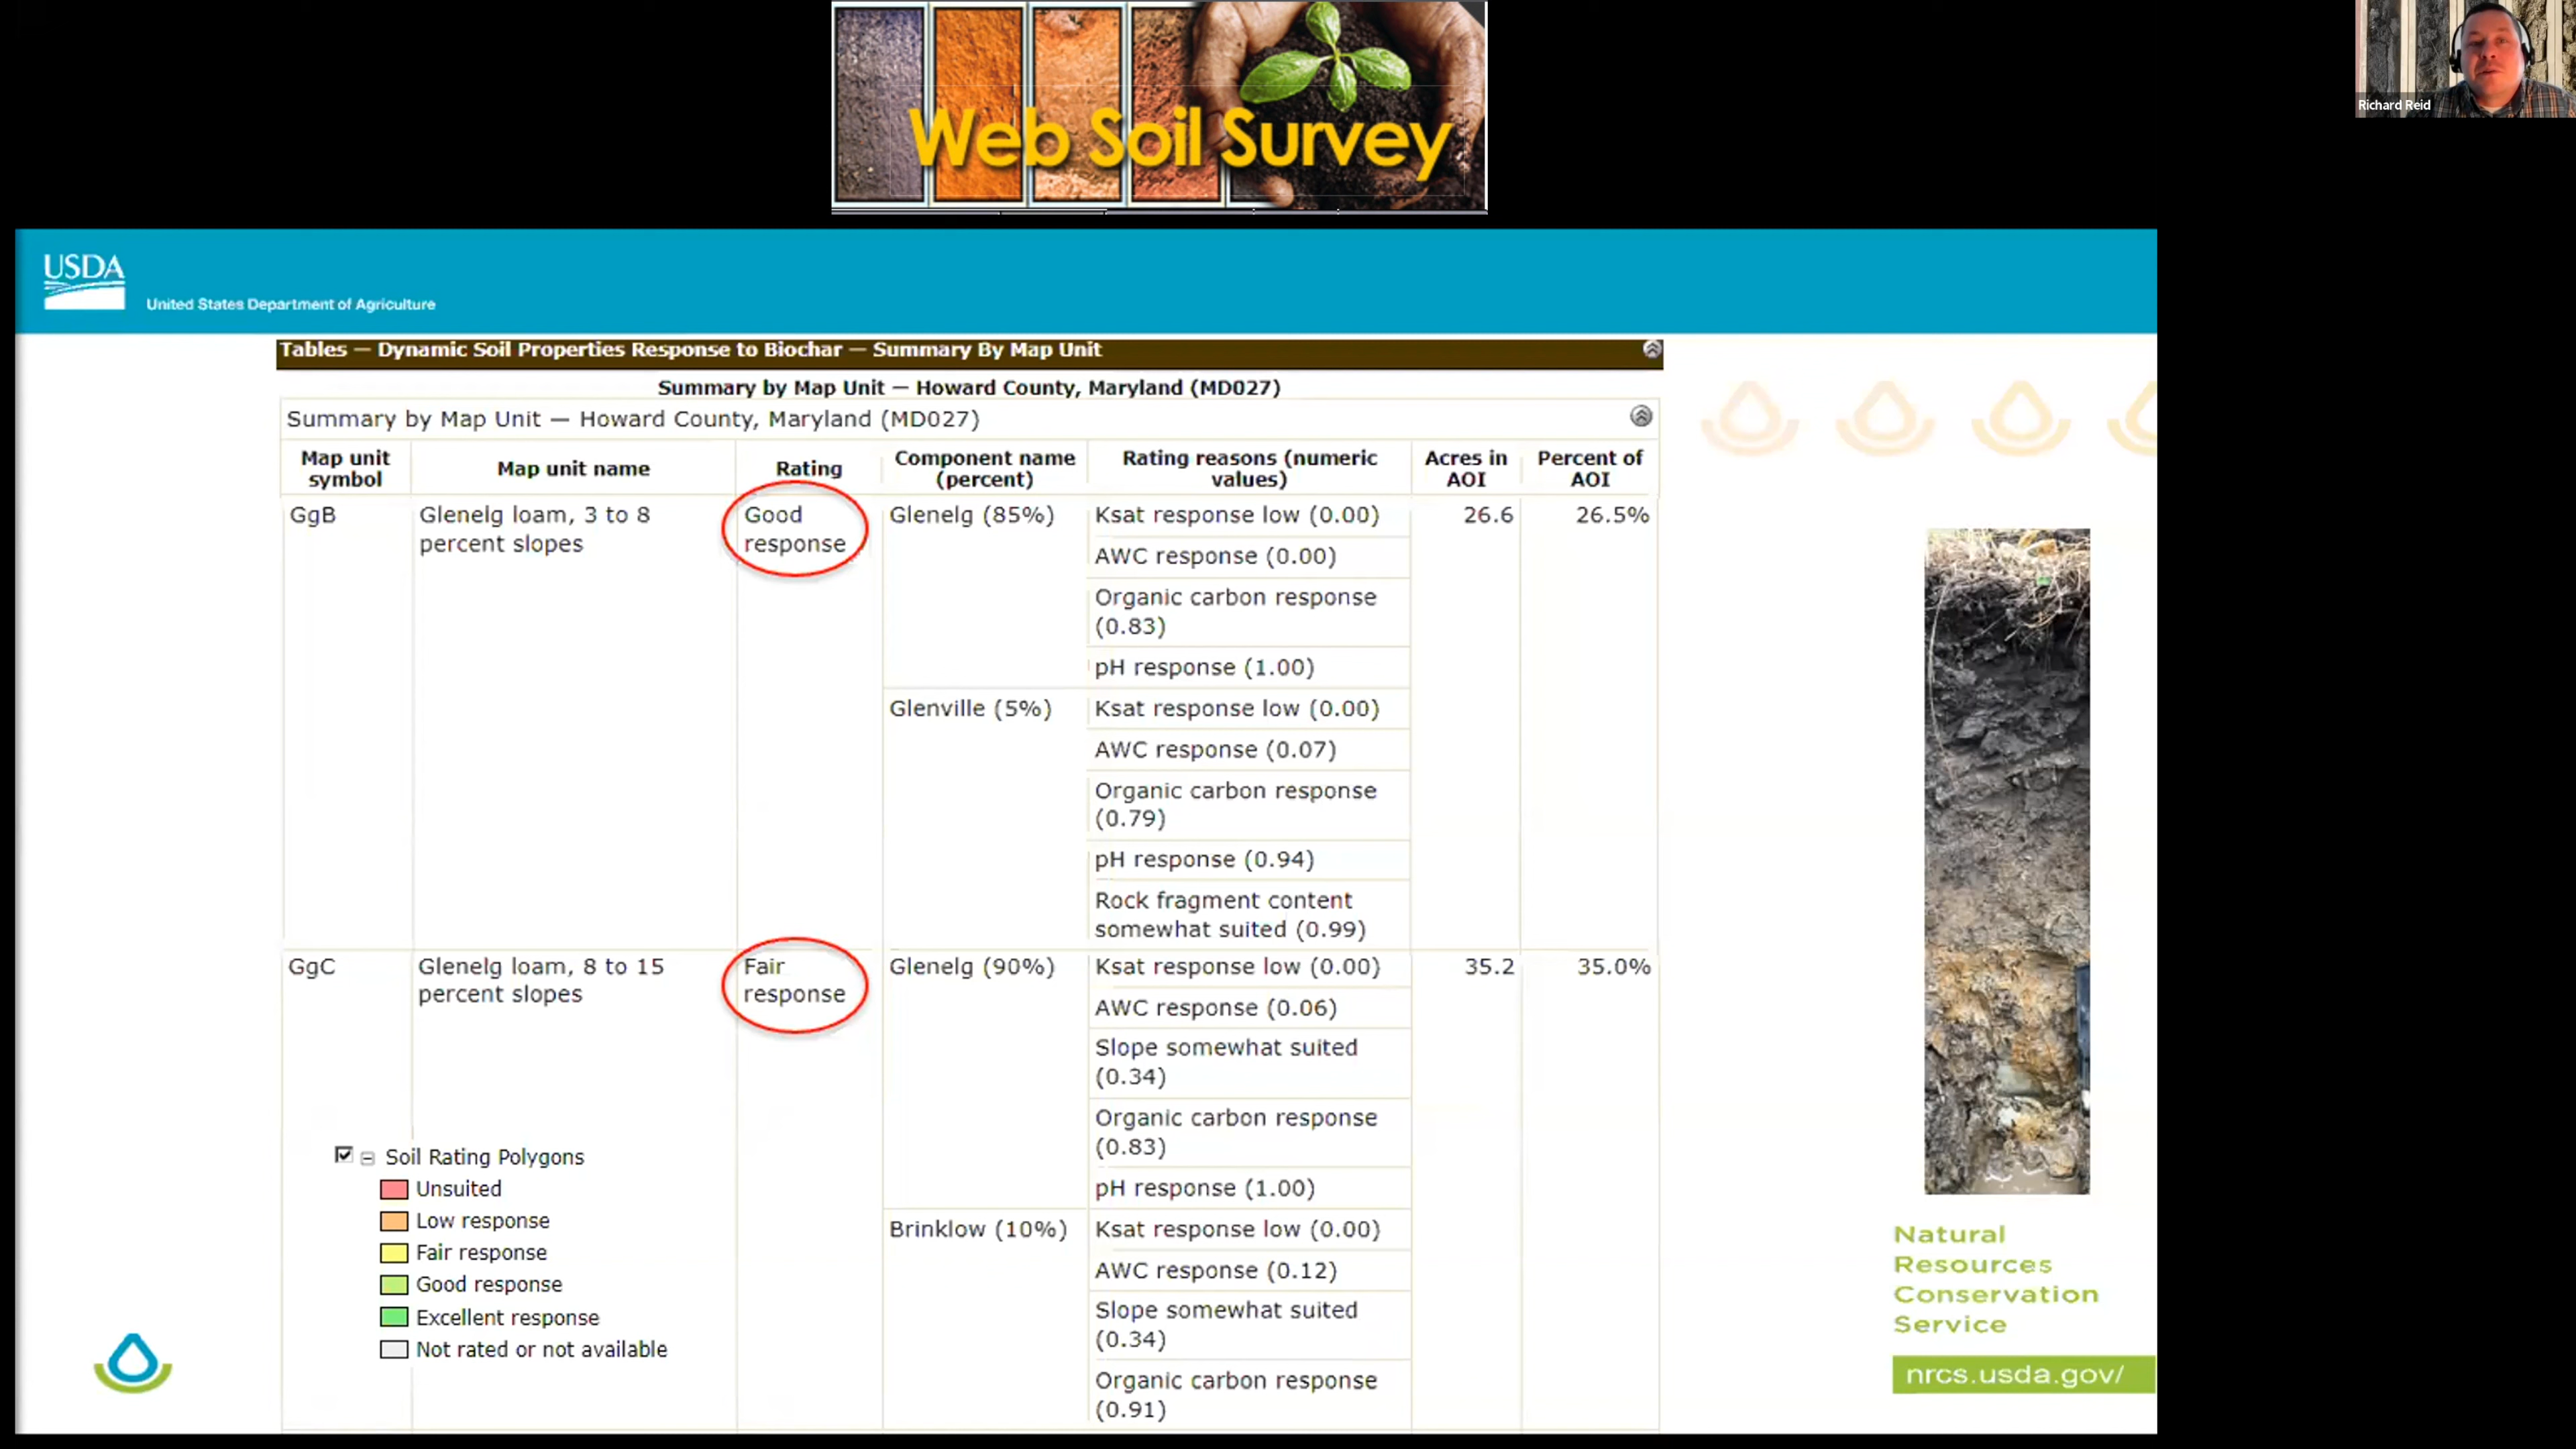 Web Soil Survey
Richard Reid
USDA
United States Department of Agriculture
Tables — Dynamic Soil Properties Response to Biochar — Summary By Map Unit
Summary by Map Unit — Howard County, Maryland (MD027)
Summary by Map Unit — Howard County, Maryland (MD027)
Map unit symbol
Map unit name
Rating
Component name (percent)
Rating reasons (numeric values)
Acres in AOI
Percent of AOI
GgB
Glenelg loam, 3 to 8
percent slopes
Good
response
Glenelg (85%)
Ksat response low (0.00)
26.6
26.5%
AWC response (0.00)
Organic carbon response
(0.83)
pH response (1.00)
Glenville (5%)
Ksat response low (0.00)
AWC response (0.07)
Organic carbon response
(0.79)
pH response (0.94)
Rock fragment content
somewhat suited (0.99)
GgC
Glenelg loam, 8 to 15
percent slopes
Fair
response
Glenelg (90%)
Ksat response low (0.00)
35.2
35.0%
AWC response (0.06)
Slope somewhat suited
(0.34)
Organic carbon response
(0.83)
pH response (1.00)
Brinklow (10%)
Ksat response low (0.00)
AWC response (0.12)
Slope somewhat suited
(0.34)
Organic carbon response
(0.91)
Soil Rating Polygons
Unsuited
Low response
Fair response
Good response
Excellent response
Not rated or not available
Natural
Resources
Conservation
Service
nrcs.usda.gov/